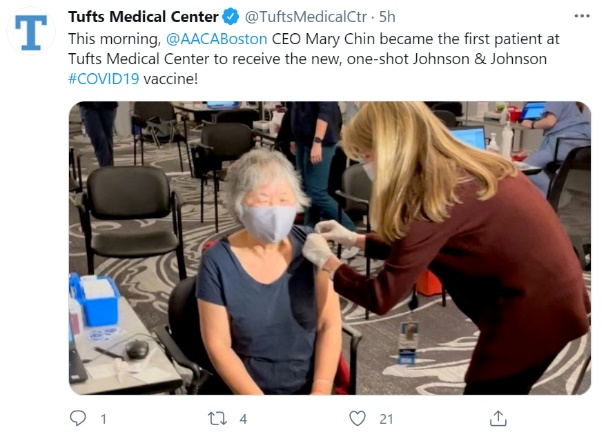 T
Tufts Medical Center @TuftsMedicalCtr · 5h
This morning, @AACABoston CEO Mary Chin became the first patient at
Tufts Medical Center to receive the new, one-shot Johnson & Johnson
#COVID19 vaccine!
1 4 21